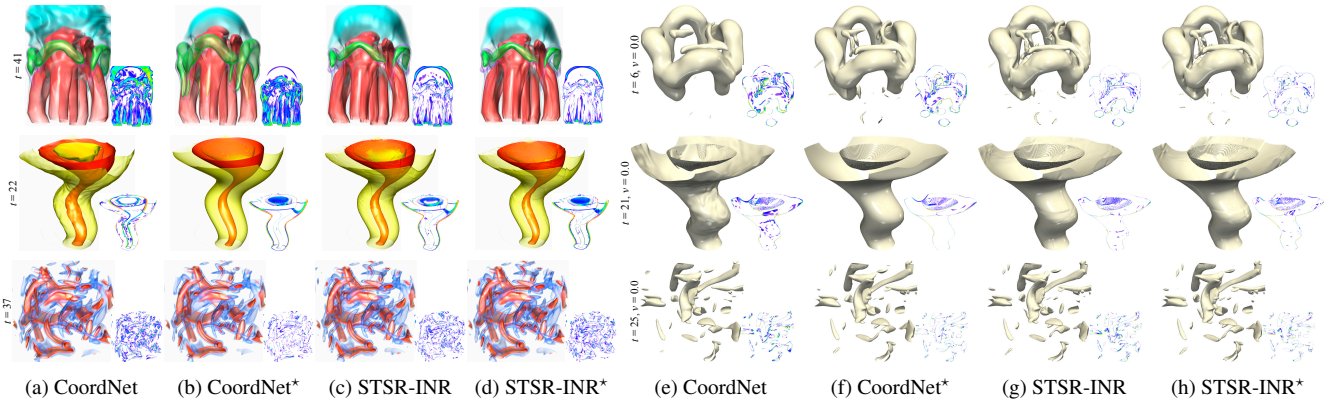 t = 41
t = 22
t = 37
t = 6, v = 0.0
t = 21, v = 0.0
t = 25, v = 0.0
(a) CoordNet (b) CoordNet⋆ (c) STSR-INR (d) STSR-INR⋆ (e) CoordNet (f) CoordNet⋆ (g) STSR-INR (h) STSR-INR⋆